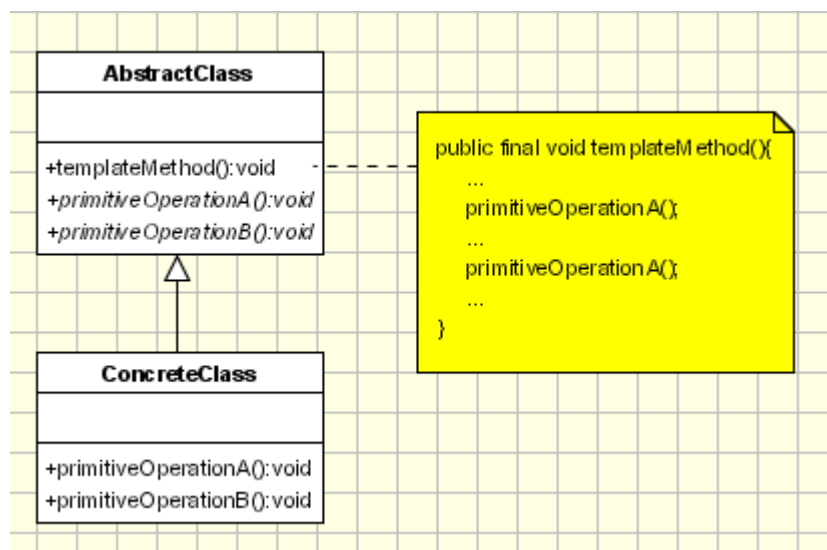 AbstractClass
+templateMethod():void
+primitiveOperationA():void
+primitiveOperationB():void
public final void templateMethod(){
...
primitiveOperationA();
...
primitiveOperationA();
...
}
ConcreteClass
+primitiveOperationA():void
+primitiveOperationB():void